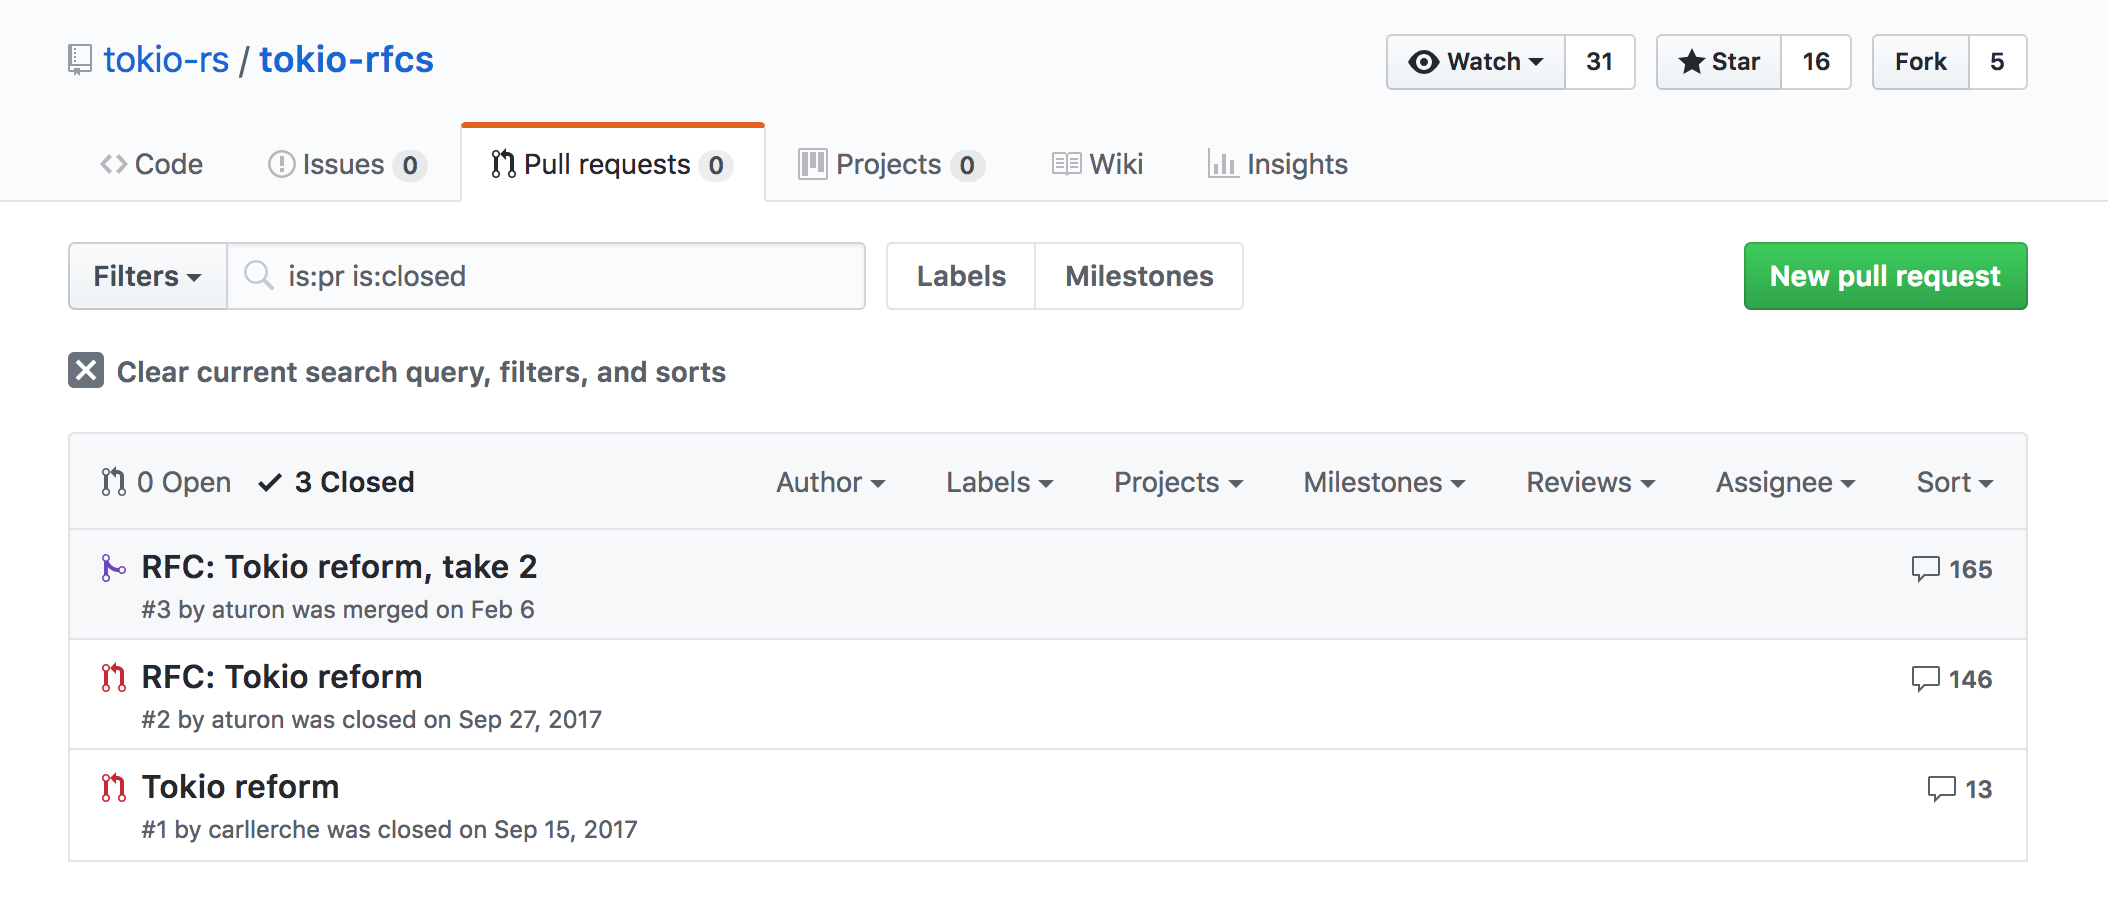 tokio-rs / tokio-rfcs
Watch 31 Star 16 Fork 5
Code Issues 0 Pull requests 0 Projects 0 Wiki Insights
Filters is:pr is:closed Labels Milestones New pull request
Clear current search query, filters, and sorts
0 Open 3 Closed Author Labels Projects Milestones Reviews Assignee Sort
RFC: Tokio reform, take 2 165
#3 by aturon was merged on Feb 6
RFC: Tokio reform 146
#2 by aturon was closed on Sep 27, 2017
Tokio reform 13
#1 by carllerche was closed on Sep 15, 2017